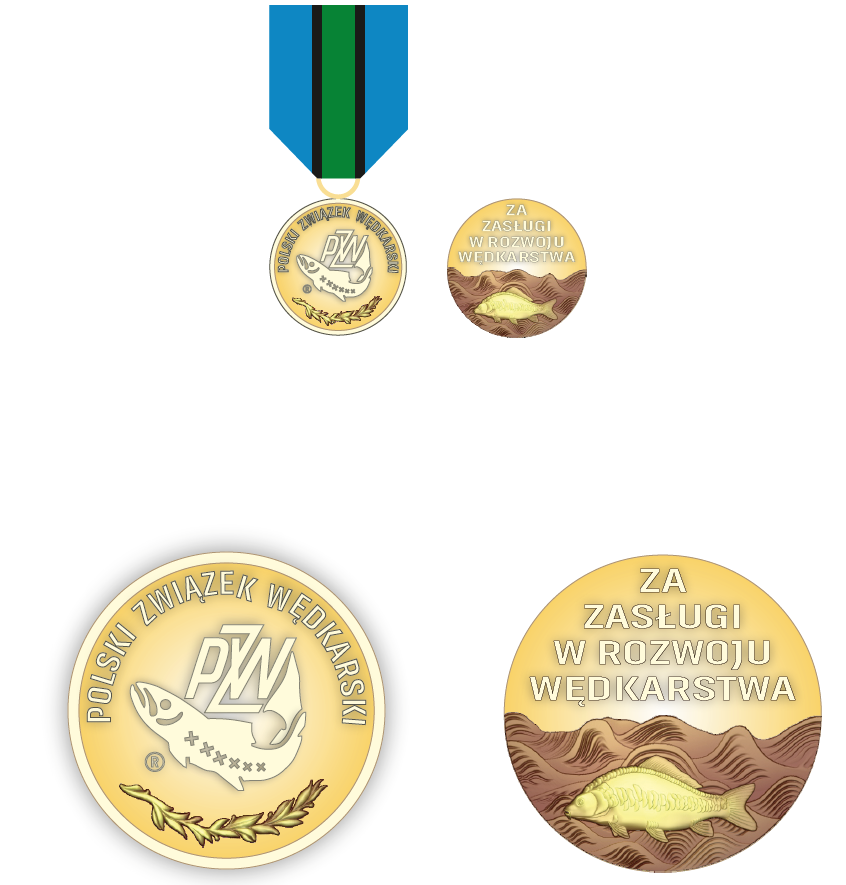 POLSKI ZWIĄZEK WĘDKARSKI
PZW
®
ZA
ZASŁUGI
W ROZWOJU
WĘDKARSTWA
POLSKI ZWIĄZEK WĘDKARSKI
PZW
®
ZA
ZASŁUGI
W ROZWOJU
WĘDKARSTWA